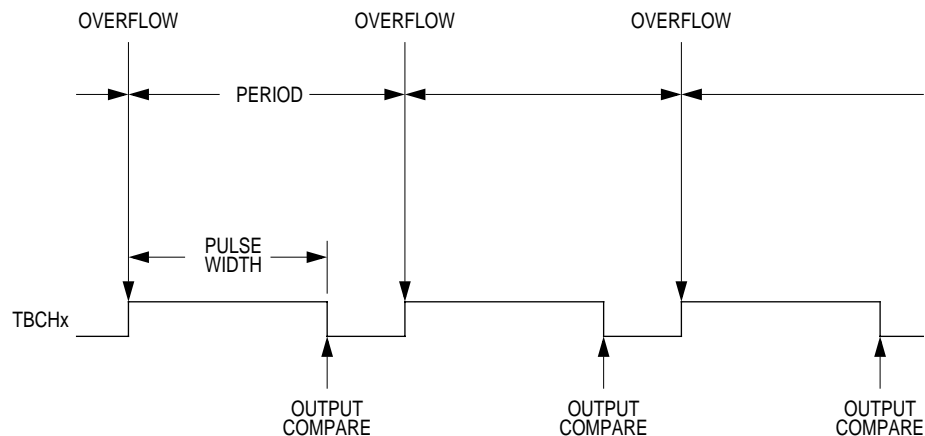 OVERFLOW
OVERFLOW
OVERFLOW
PERIOD
PULSE
WIDTH
TBCHx
OUTPUT
COMPARE
OUTPUT
COMPARE
OUTPUT
COMPARE